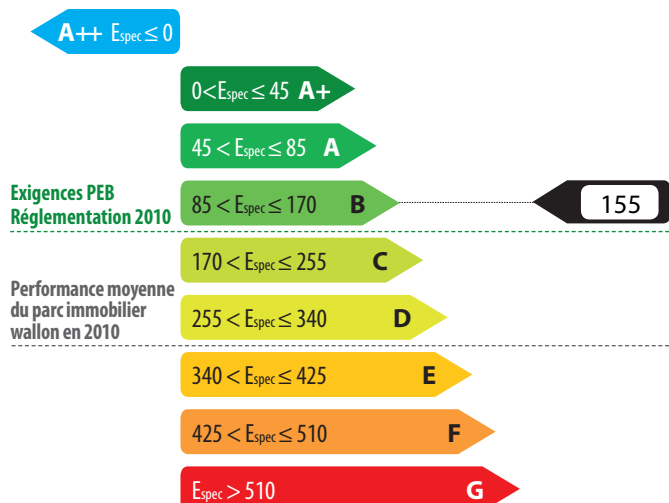 A++ Espec ≤ 0
0 < Espec ≤ 45 A+
45 < Espec ≤ 85 A
Exigences PEB
Réglementation 2010
85 < Espec ≤ 170 B
155
170 < Espec ≤ 255 C
Performance moyenne
du parc immobilier
wallon en 2010
255 < Espec ≤ 340 D
340 < Espec ≤ 425 E
425 < Espec ≤ 510 F
Espec > 510 G